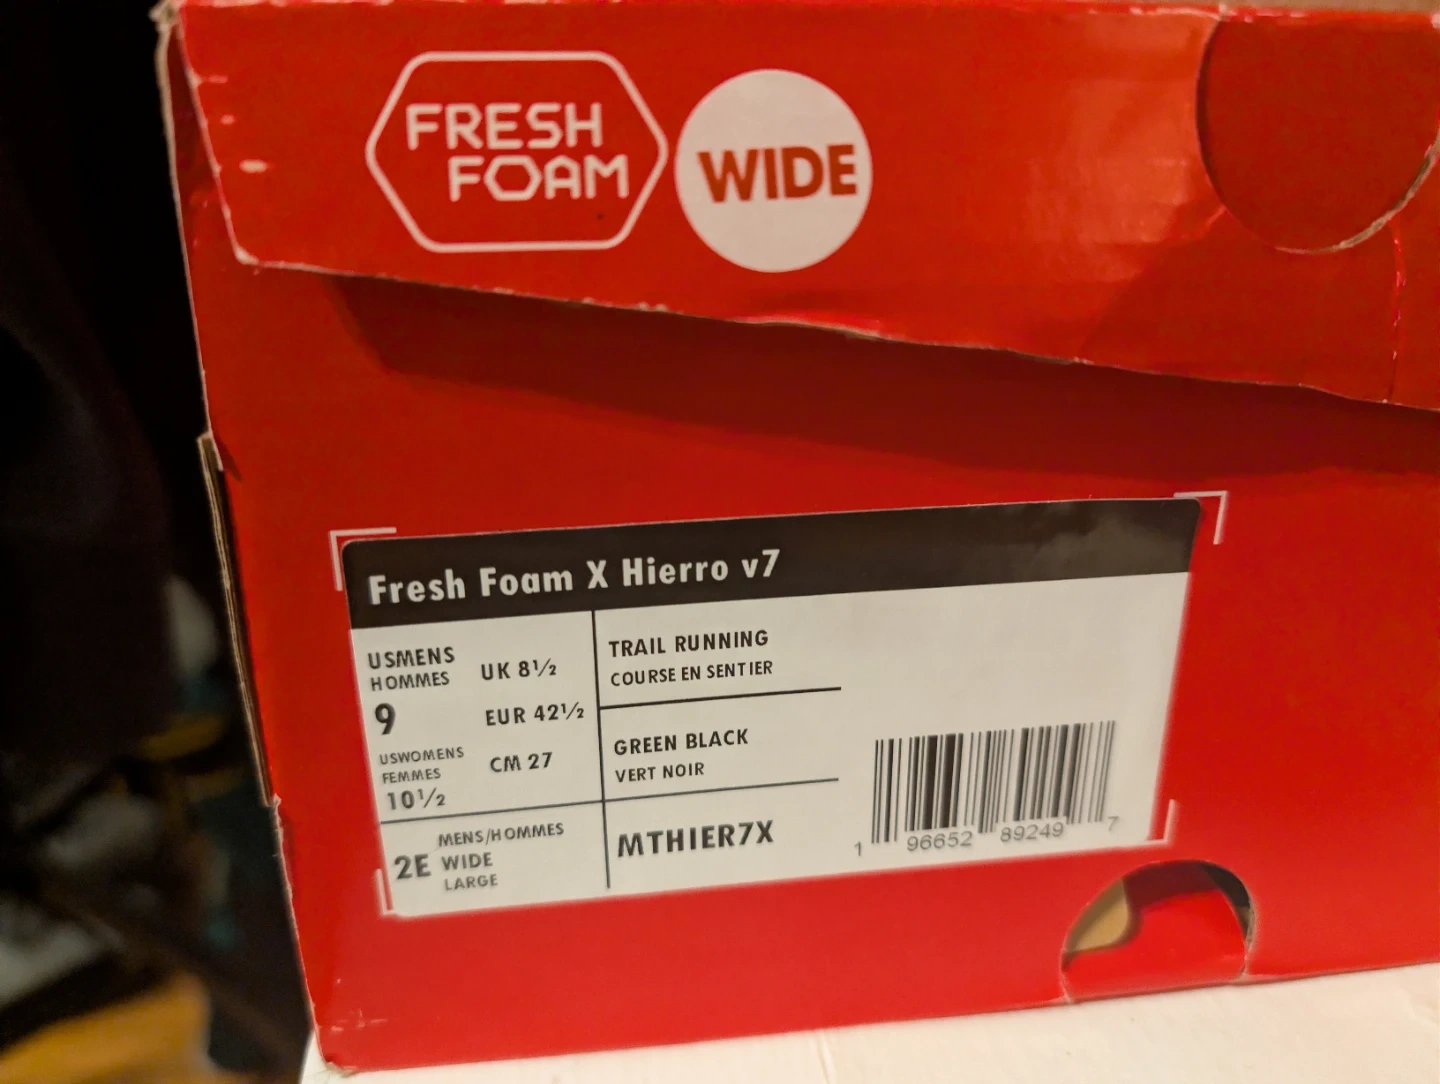 FRESH
FOAM
WIDE
Fresh Foam X Hierro v7
USMENS
HOMMES
9
UK 8½
EUR 42½
USWOMENS
FEMMES
10½
CM 27
2E
MENS/HOMMES
WIDE
LARGE
TRAIL RUNNING
COURSE EN SENTIER
GREEN BLACK
VERT NOIR
MTHIER7X
1 96652 89249 7